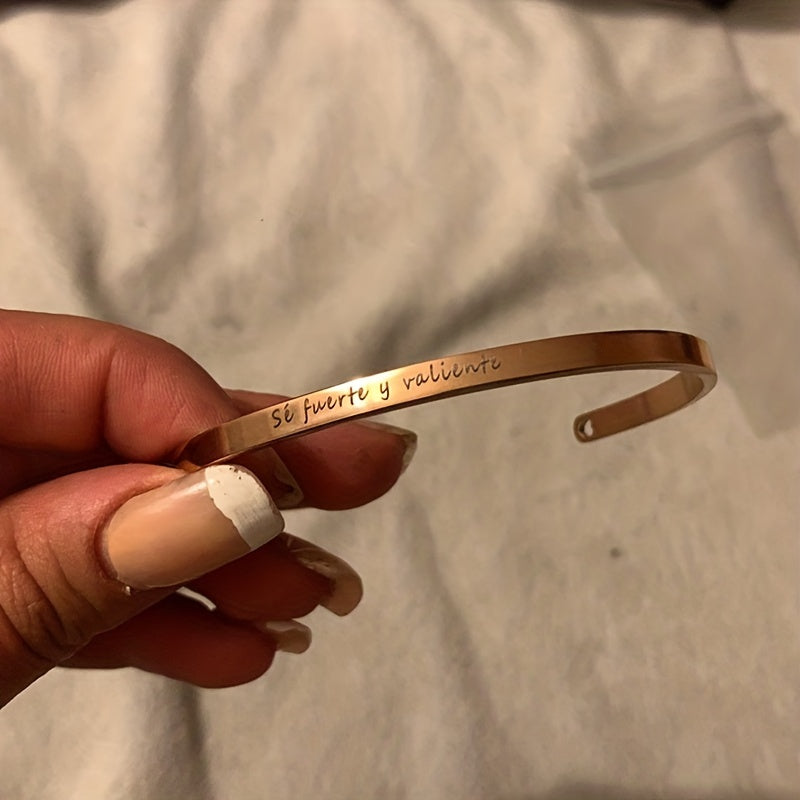 Sé fuerte y valiente